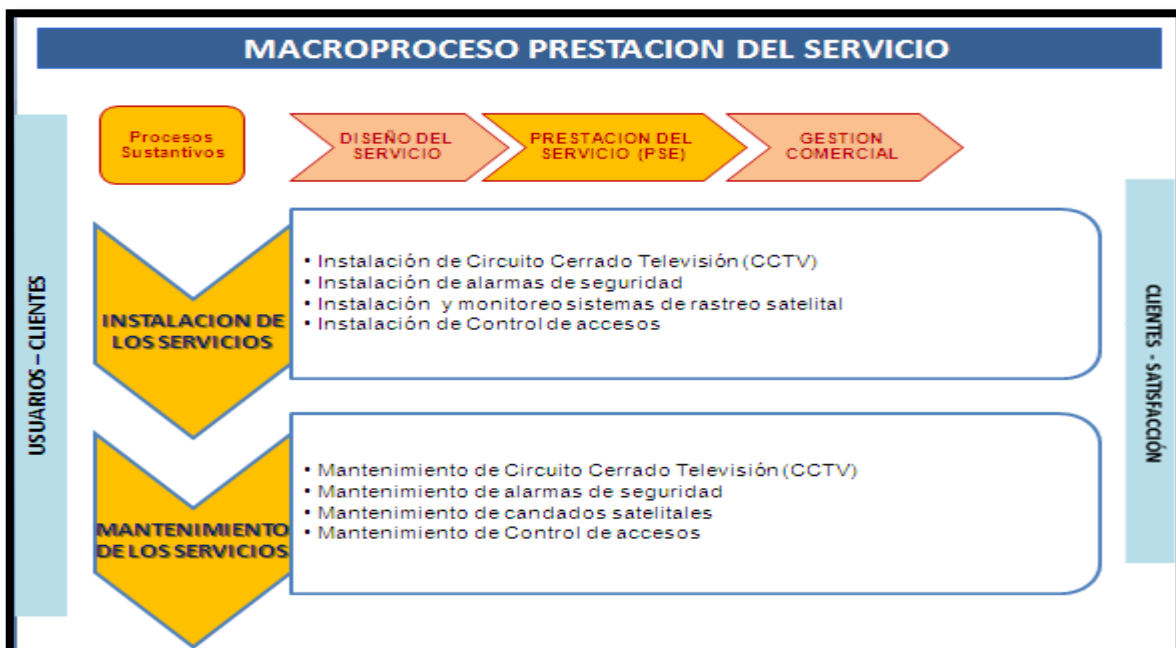 MACROPROCESO PRESTACION DEL SERVICIO
Procesos
Sustantivos
DISEÑO DEL
SERVICIO
PRESTACION DEL
SERVICIO (PSE)
GESTION
COMERCIAL
USUARIOS – CLIENTES
INSTALACION DE
LOS SERVICIOS
• Instalación de Circuito Cerrado Televisión (CCTV)
• Instalación de alarmas de seguridad
• Instalación y monitoreo sistemas de rastreo satelital
• Instalación de Control de accesos
MANTENIMIENTO
DE LOS SERVICIOS
• Mantenimiento de Circuito Cerrado Televisión (CCTV)
• Mantenimiento de alarmas de seguridad
• Mantenimiento de candados satelitales
• Mantenimiento de Control de accesos
CLIENTES - SATISFACCIÓN